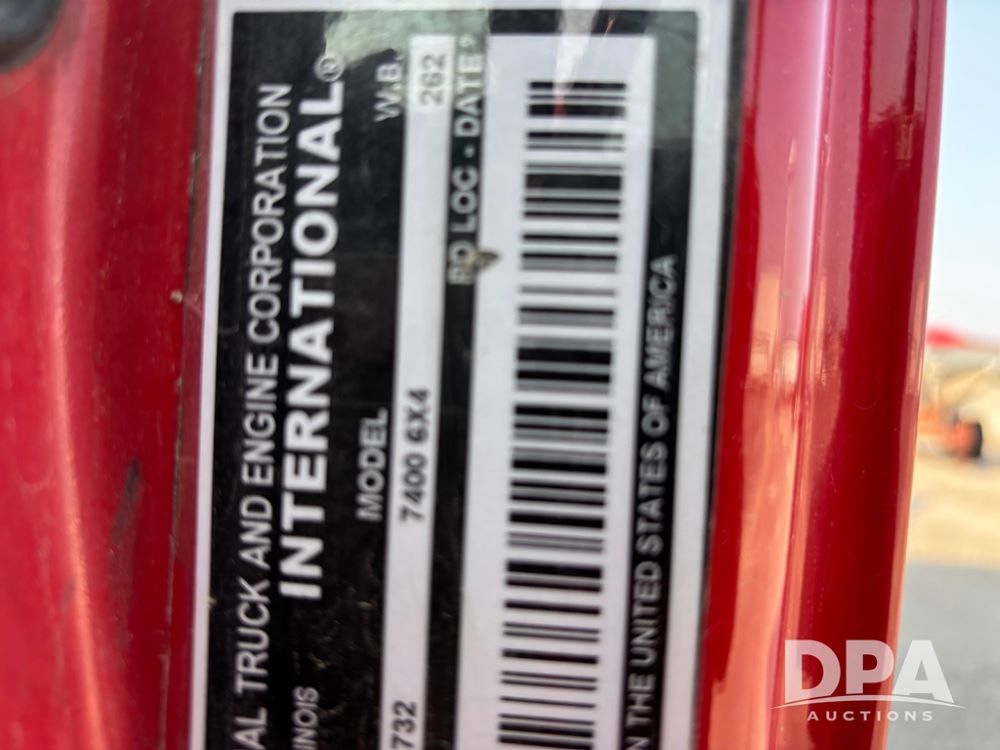 AL TRUCK AND ENGINE CORPORATION
INOIS INTERNATIONAL®
MODEL W.B.
732 7400 6X4 262
PO LOC - DATE
N THE UNITED STATES OF AMERICA
DPA
AUCTIONS